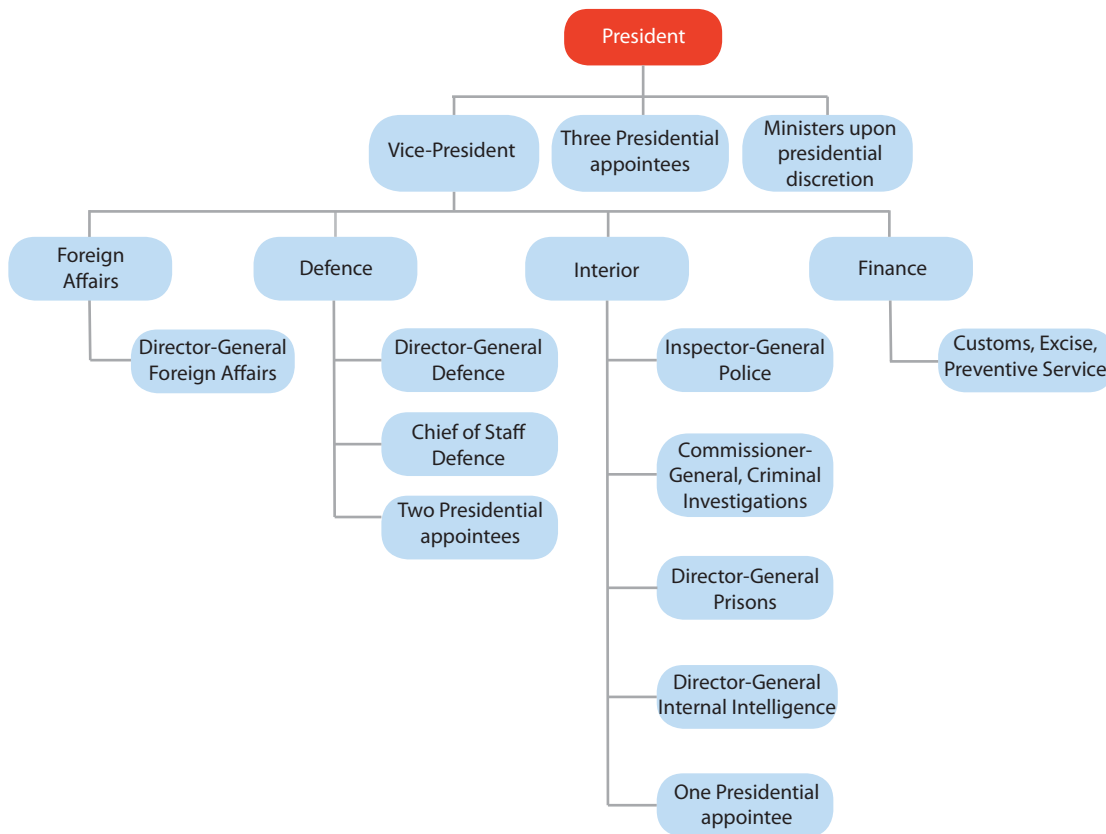 President
Vice-President
Three Presidential
appointees
Ministers upon
presidential
discretion
Foreign
Affairs
Defence
Interior
Finance
Director-General
Foreign Affairs
Director-General
Defence
Chief of Staff
Defence
Two Presidential
appointees
Inspector-General
Police
Commissioner-
General, Criminal
Investigations
Director-General
Prisons
Director-General
Internal Intelligence
One Presidential
appointee
Customs, Excise,
Preventive Service